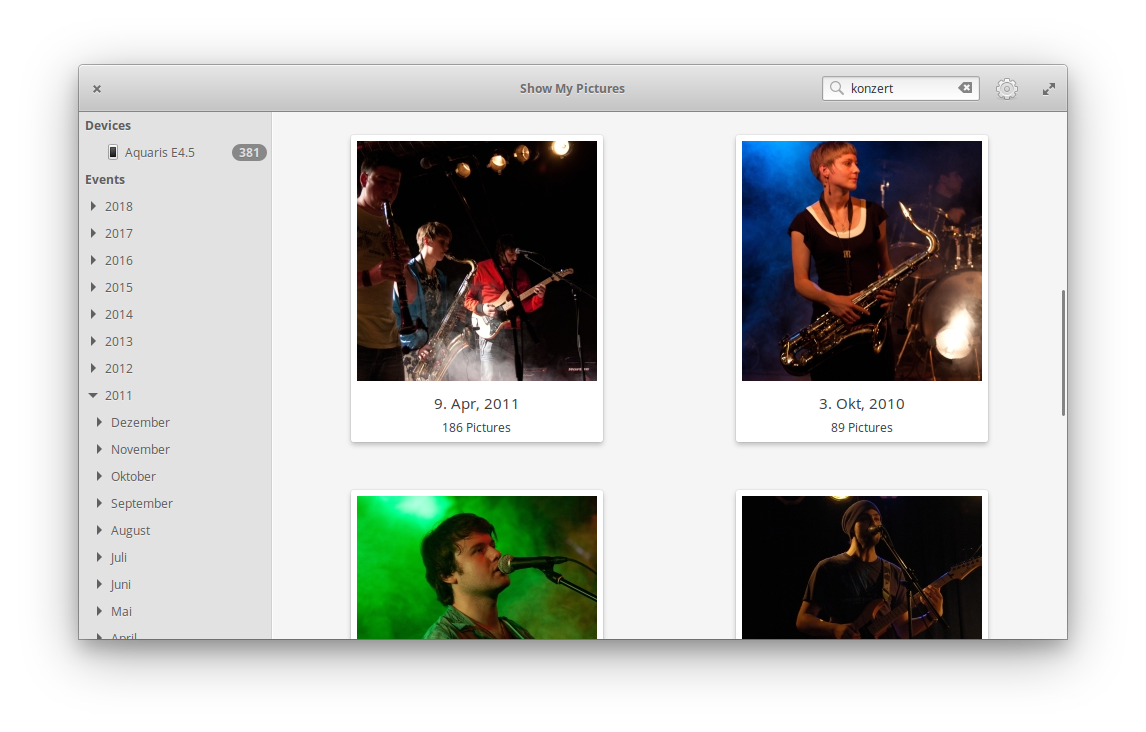 Show My Pictures
konzert
Devices
Aquaris E4.5 381
Events
2018
2017
2016
2015
2014
2013
2012
2011
Dezember
November
Oktober
September
August
Juli
Juni
Mai
April
9. Apr, 2011
186 Pictures
3. Okt, 2010
89 Pictures